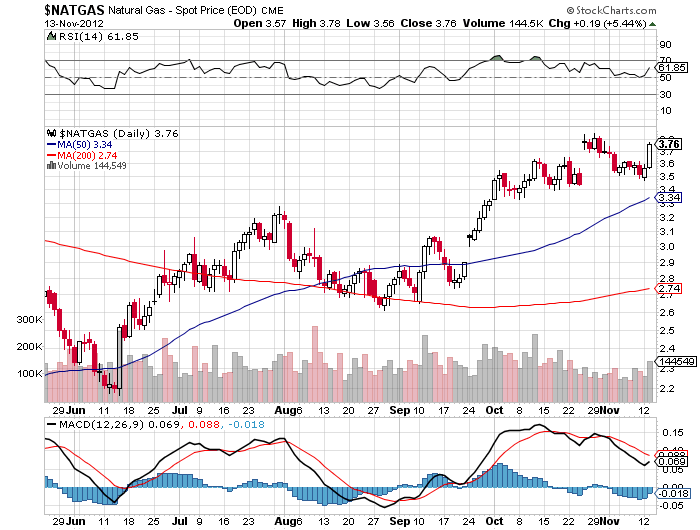 $NATGAS Natural Gas - Spot Price (EOD) CME
© StockCharts.com
13-Nov-2012 Open 3.57 High 3.78 Low 3.56 Close 3.76 Volume 144.5K Chg +0.19 (+5.44%)
RSI(14) 61.85
90
70
61.85
50
30
10
$NATGAS (Daily) 3.76
MA(50) 3.34
MA(200) 2.74
Volume 144,549
3.76
3.7
3.6
3.5
3.4
3.34
3.3
3.2
3.1
3.0
2.9
2.8
2.74
2.7
2.6
2.5
2.4
144549
2.3
2.2
300K
200K
100K
29 Jun 11 18 25 Jul 9 16 23 Aug 6 13 20 27 Sep 10 17 24 Oct 8 15 22 29 Nov 12
MACD(12,26,9) 0.069, 0.088, -0.018
0.15
0.088
0.069
0.00
-0.018
-0.05
29 Jun 11 18 25 Jul 9 16 23 Aug 6 13 20 27 Sep 10 17 24 Oct 8 15 22 29 Nov 12